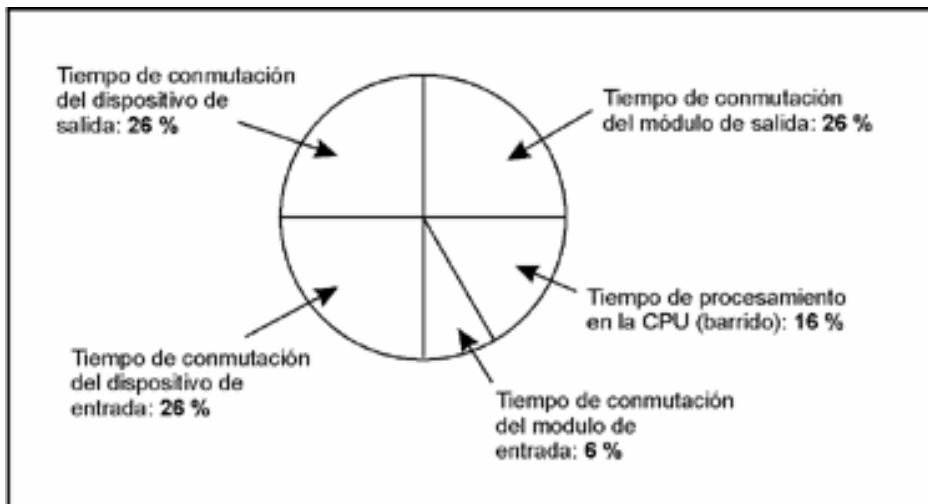 Tiempo de conmutación
del dispositivo de
salida: 26 %
Tiempo de conmutación
del módulo de salida: 26 %
Tiempo de procesamiento
en la CPU (barrido): 16 %
Tiempo de conmutación
del dispositivo de
entrada: 26 %
Tiempo de conmutación
del modulo de
entrada: 6 %